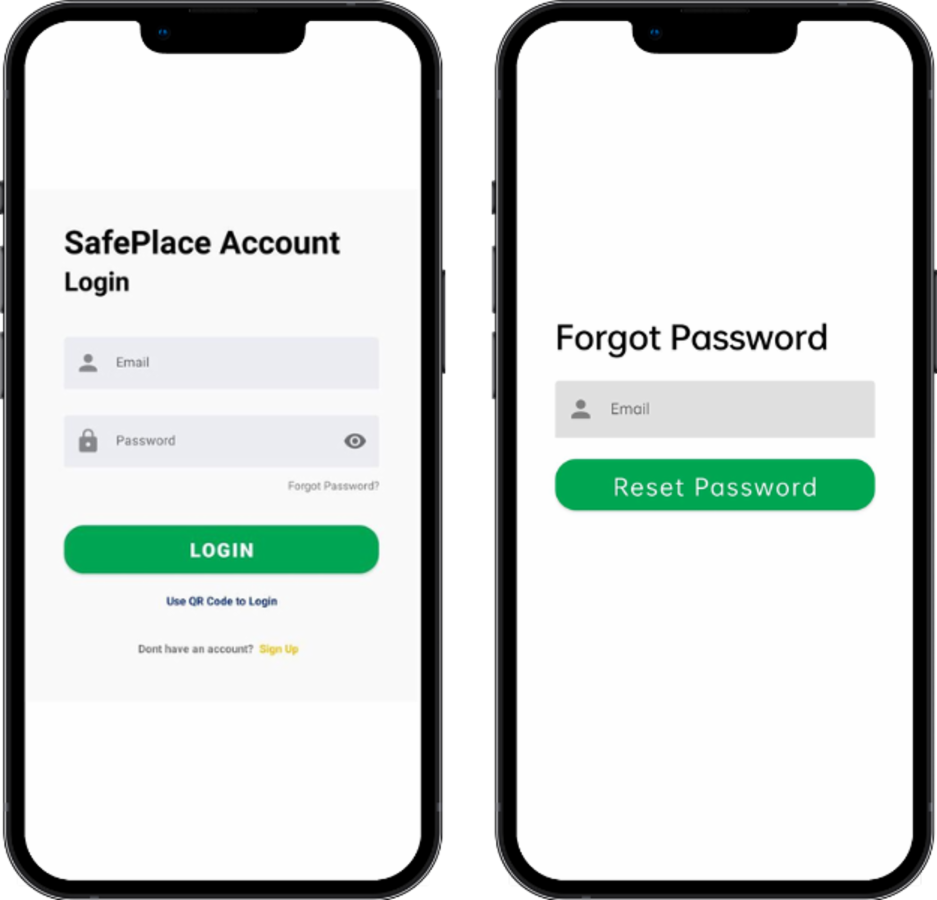 SafePlace Account
Login
Email
Password
Forgot Password?
LOGIN
Use QR Code to Login
Dont have an account? Sign Up
Forgot Password
Email
Reset Password